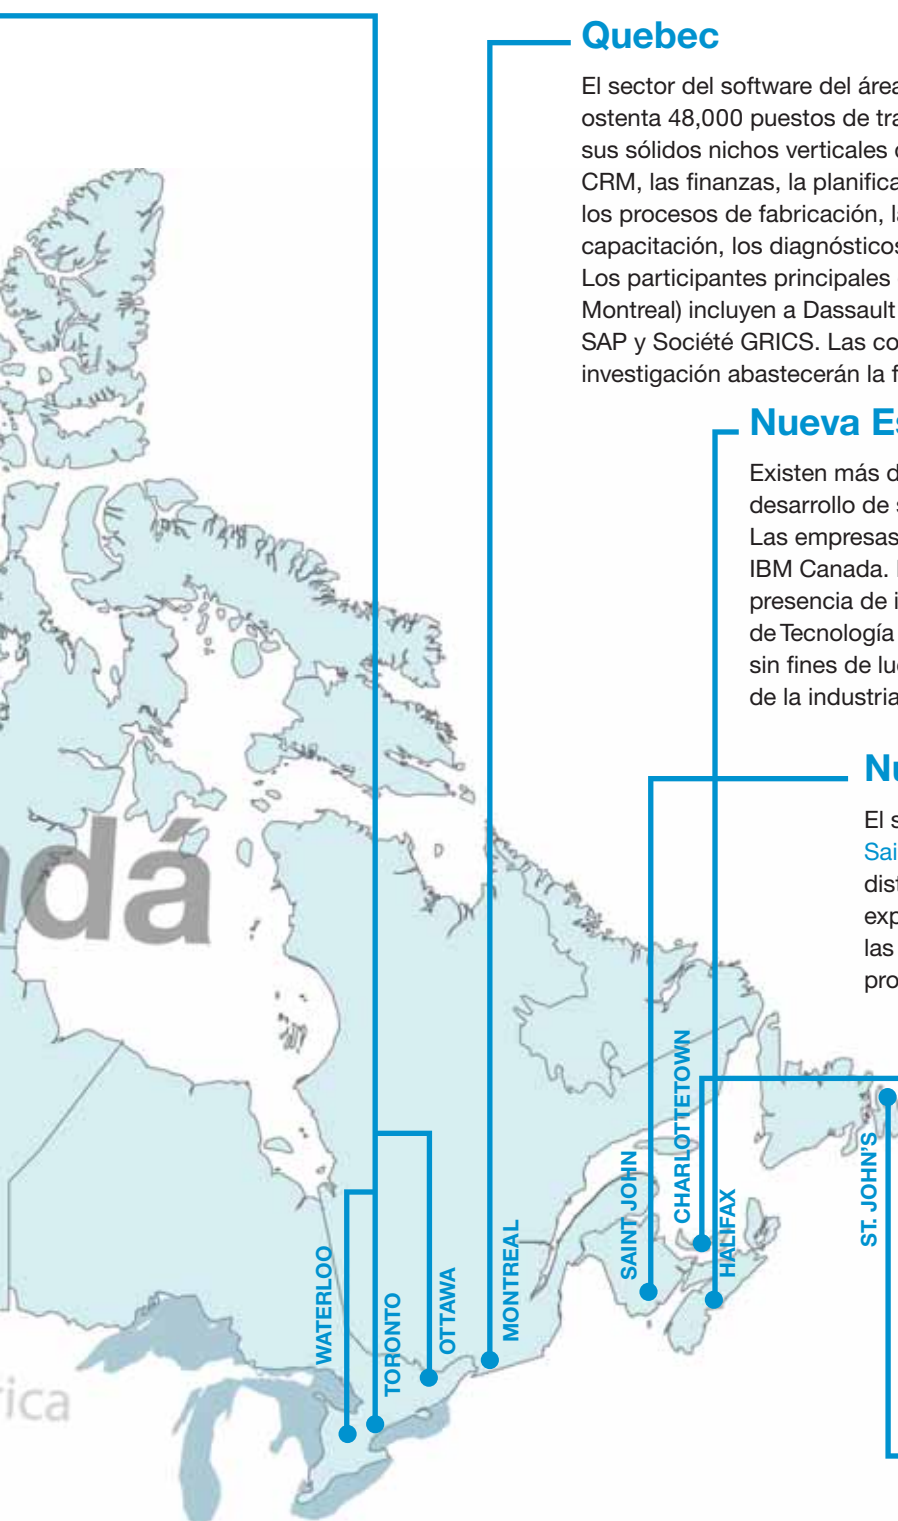 Quebec
El sector del software del área
ostenta 48,000 puestos de tra
sus sólidos nichos verticales
CRM, las finanzas, la planifica
los procesos de fabricación, l
capacitación, los diagnósticos
Los participantes principales
Montreal) incluyen a Dassault
SAP y Société GRICS. Las co
investigación abastecerán la f
Nueva Es
Existen más d
desarrollo de s
Las empresas
IBM Canada.
presencia de i
de Tecnología
sin fines de lu
de la industria
Nu
El s
Sai
dist
exp
las
pro
ndá
rica
WATERLOO
TORONTO
OTTAWA
MONTREAL
SAINT JOHN
CHARLOTTETOWN
HALIFAX
ST. JOHN'S